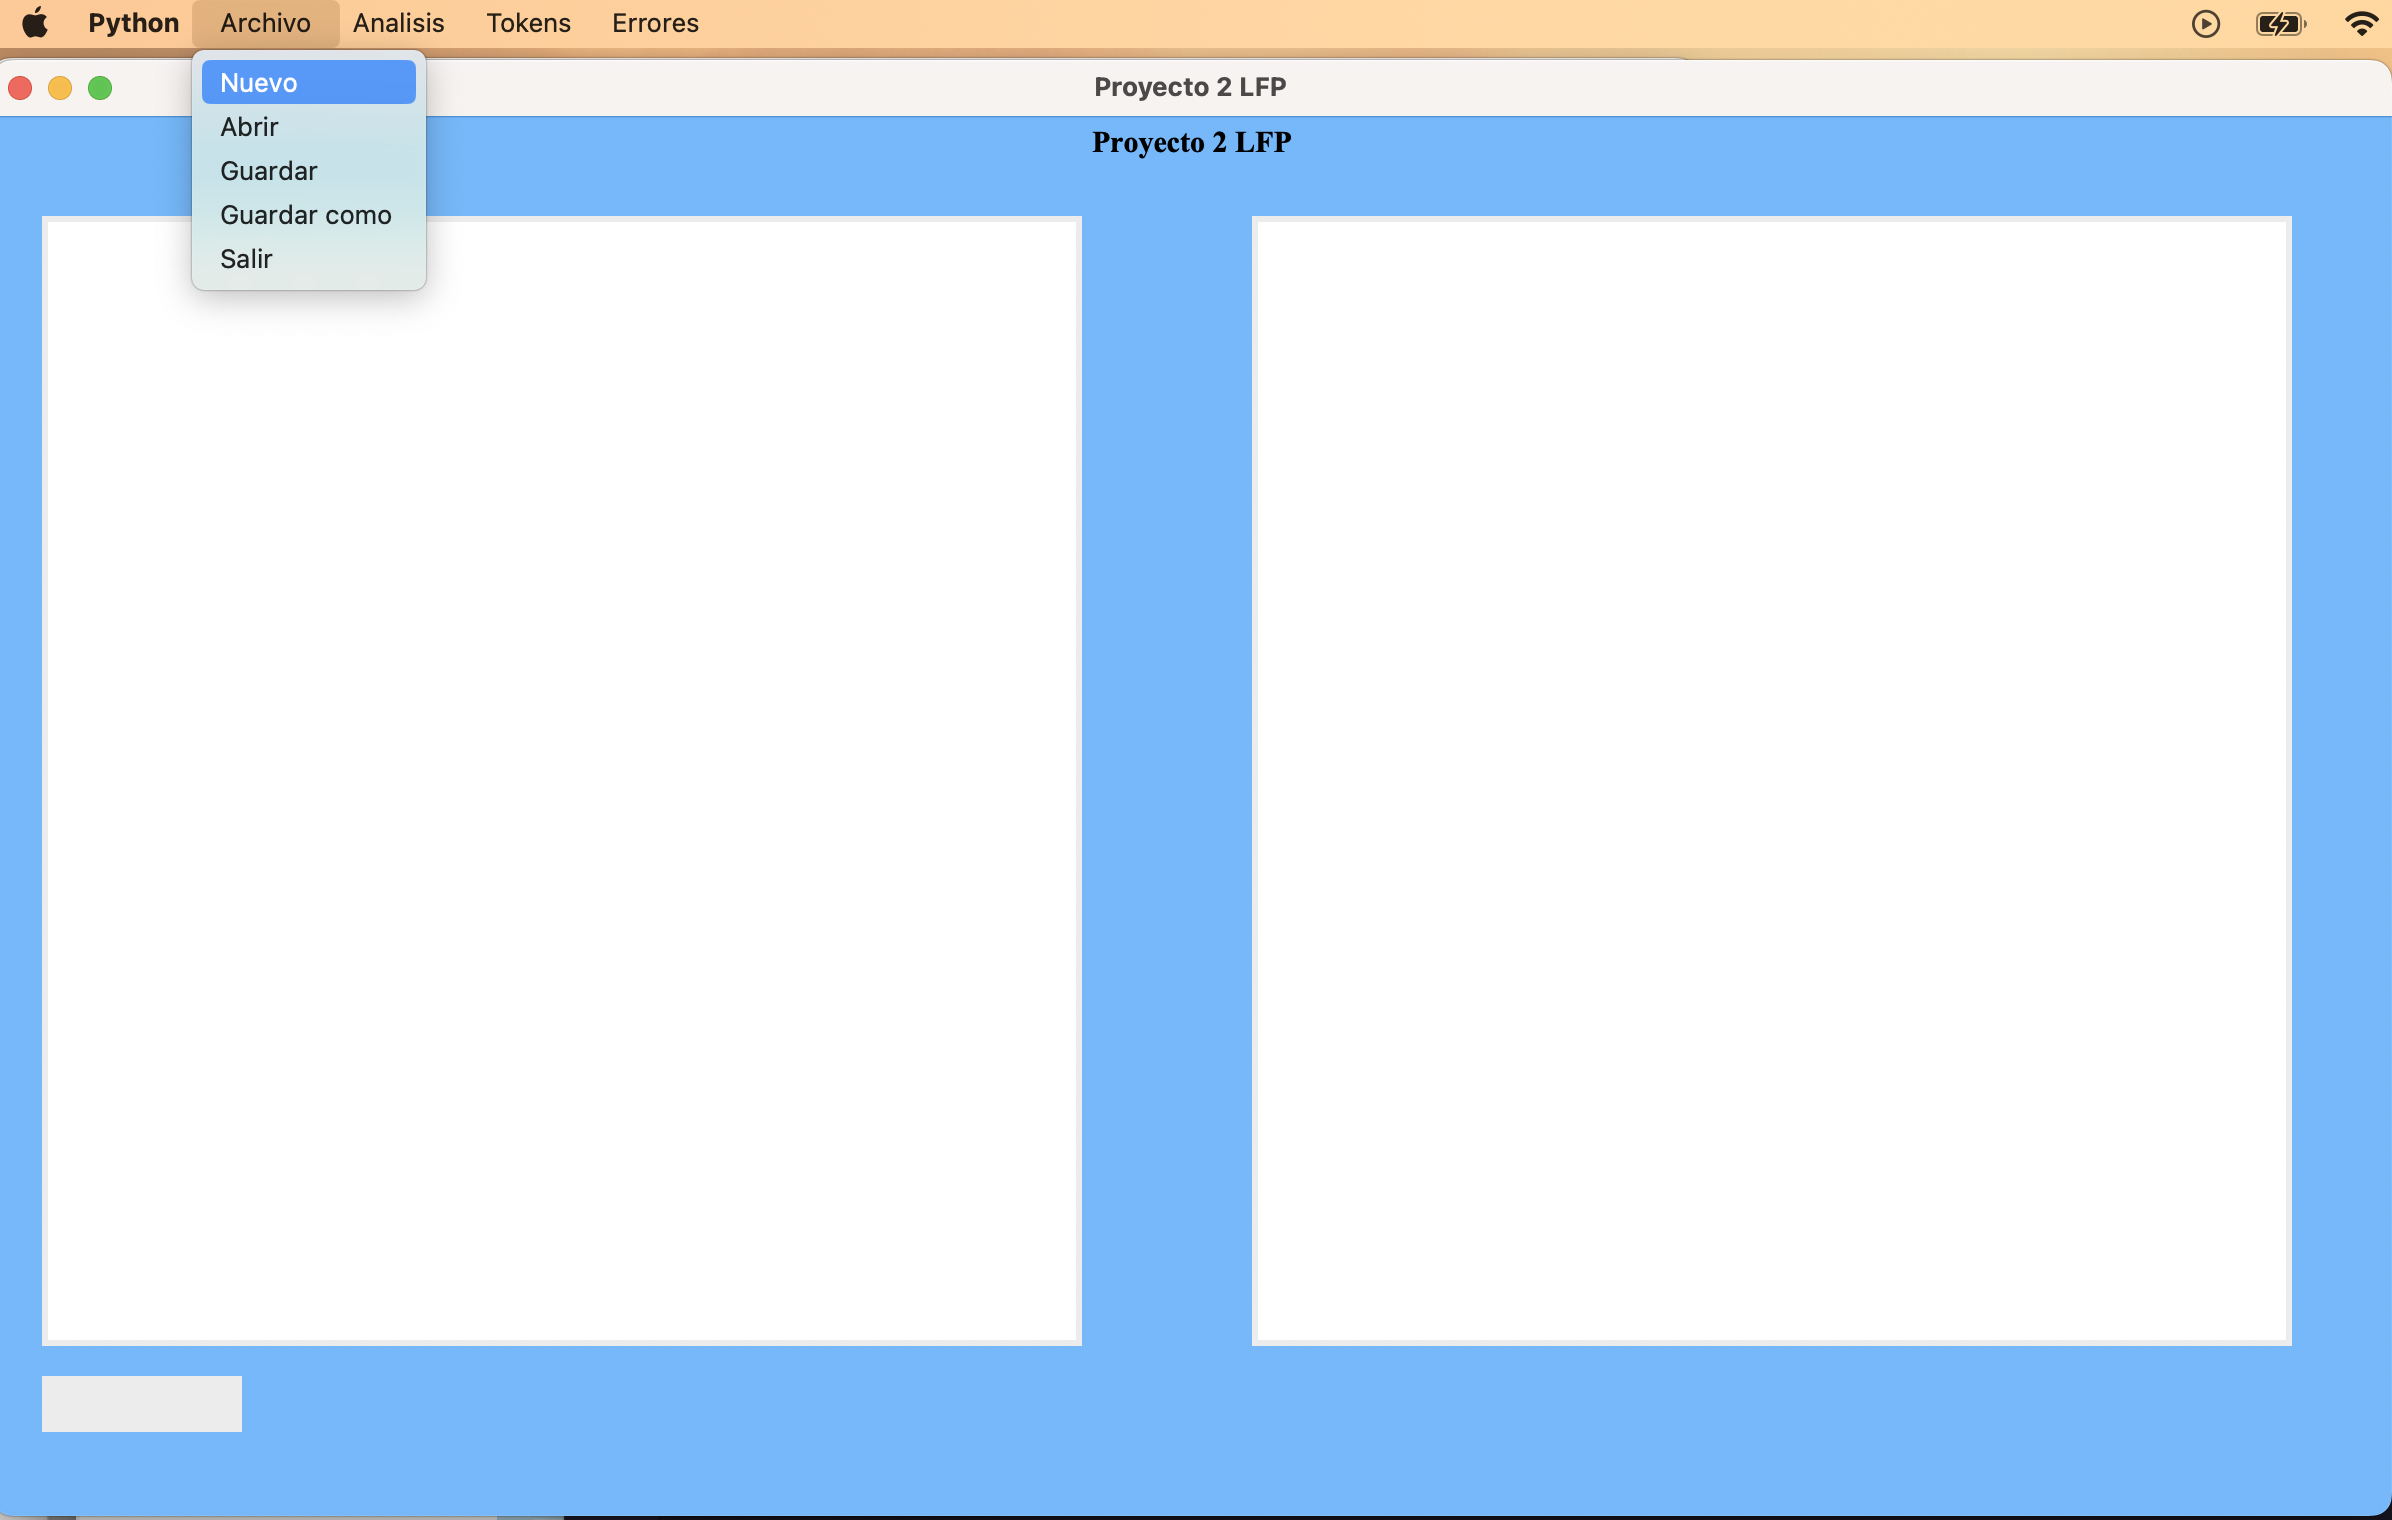 Python Archivo Analisis Tokens Errores
Proyecto 2 LFP
Nuevo
Abrir
Guardar
Guardar como
Salir
Proyecto 2 LFP